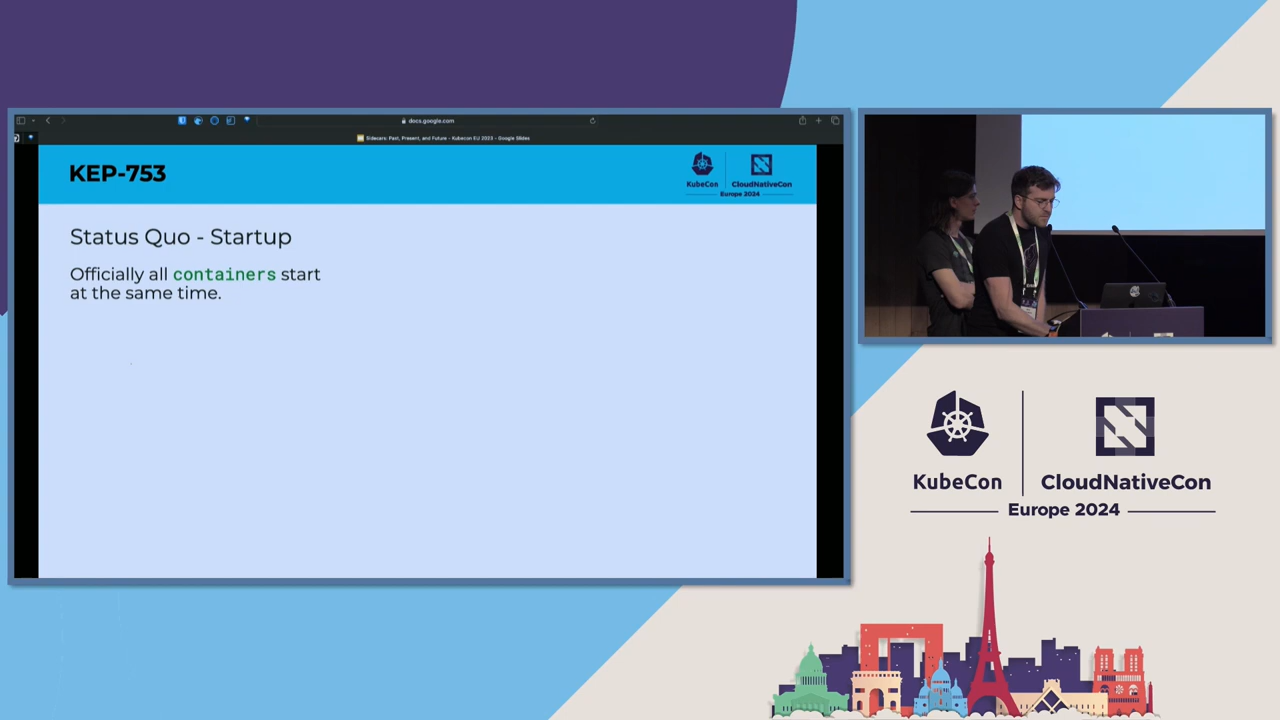 docs.google.com
Sidecars: Past, Present, and Future - Kubecon EU 2023 - Google Slides
KEP-753
KubeCon
CloudNativeCon
Europe 2024
Status Quo - Startup
Officially all containers start
at the same time.
KubeCon
CloudNativeCon
Europe 2024